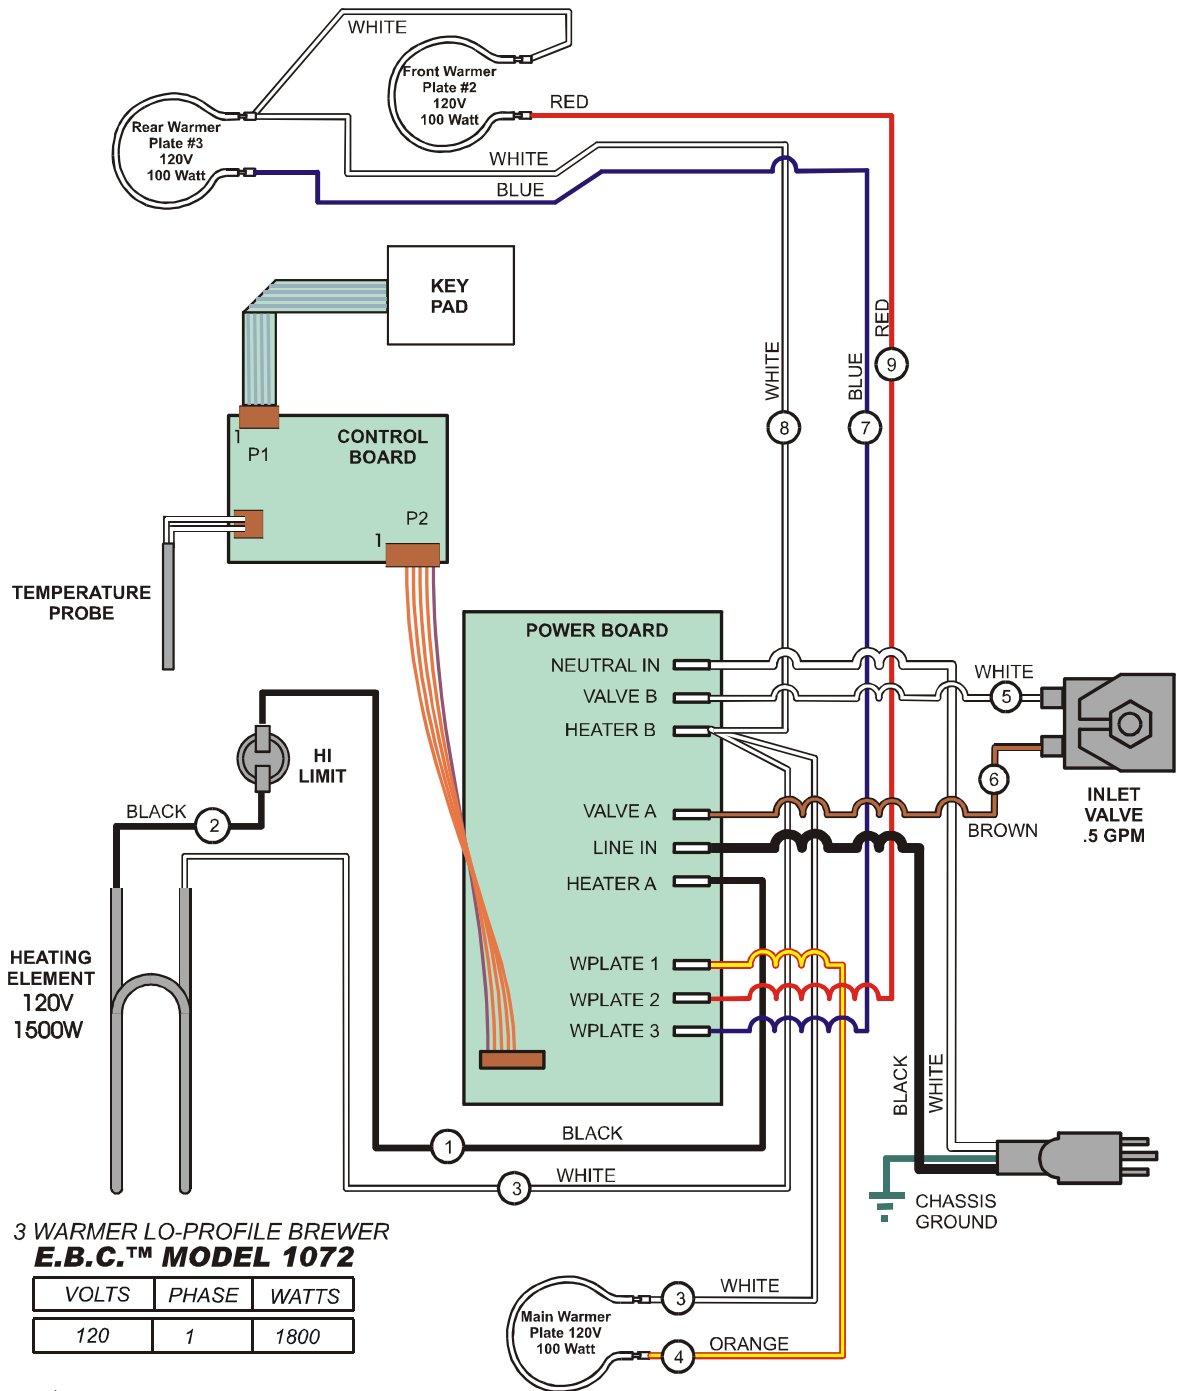 WHITE
Front Warmer
Plate #2
120V
100 Watt
RED
Rear Warmer
Plate #3
120V
100 Watt
WHITE
BLUE
KEY
PAD
RED
9
WHITE
BLUE
8
7
1
P1
CONTROL
BOARD
P2
1
TEMPERATURE
PROBE
POWER BOARD
NEUTRAL IN
VALVE B
HEATER B
VALVE A
LINE IN
HEATER A
WPLATE 1
WPLATE 2
WPLATE 3
WHITE
5
6
BROWN
INLET
VALVE
.5 GPM
HI
LIMIT
BLACK
2
HEATING
ELEMENT
120V
1500W
BLACK
WHITE
BLACK
1
WHITE
3
CHASSIS
GROUND
3 WARMER LO-PROFILE BREWER
E.B.C.™ MODEL 1072
VOLTS PHASE WATTS
120 1 1800
Main Warmer
Plate 120V
100 Watt
3
WHITE
4
ORANGE